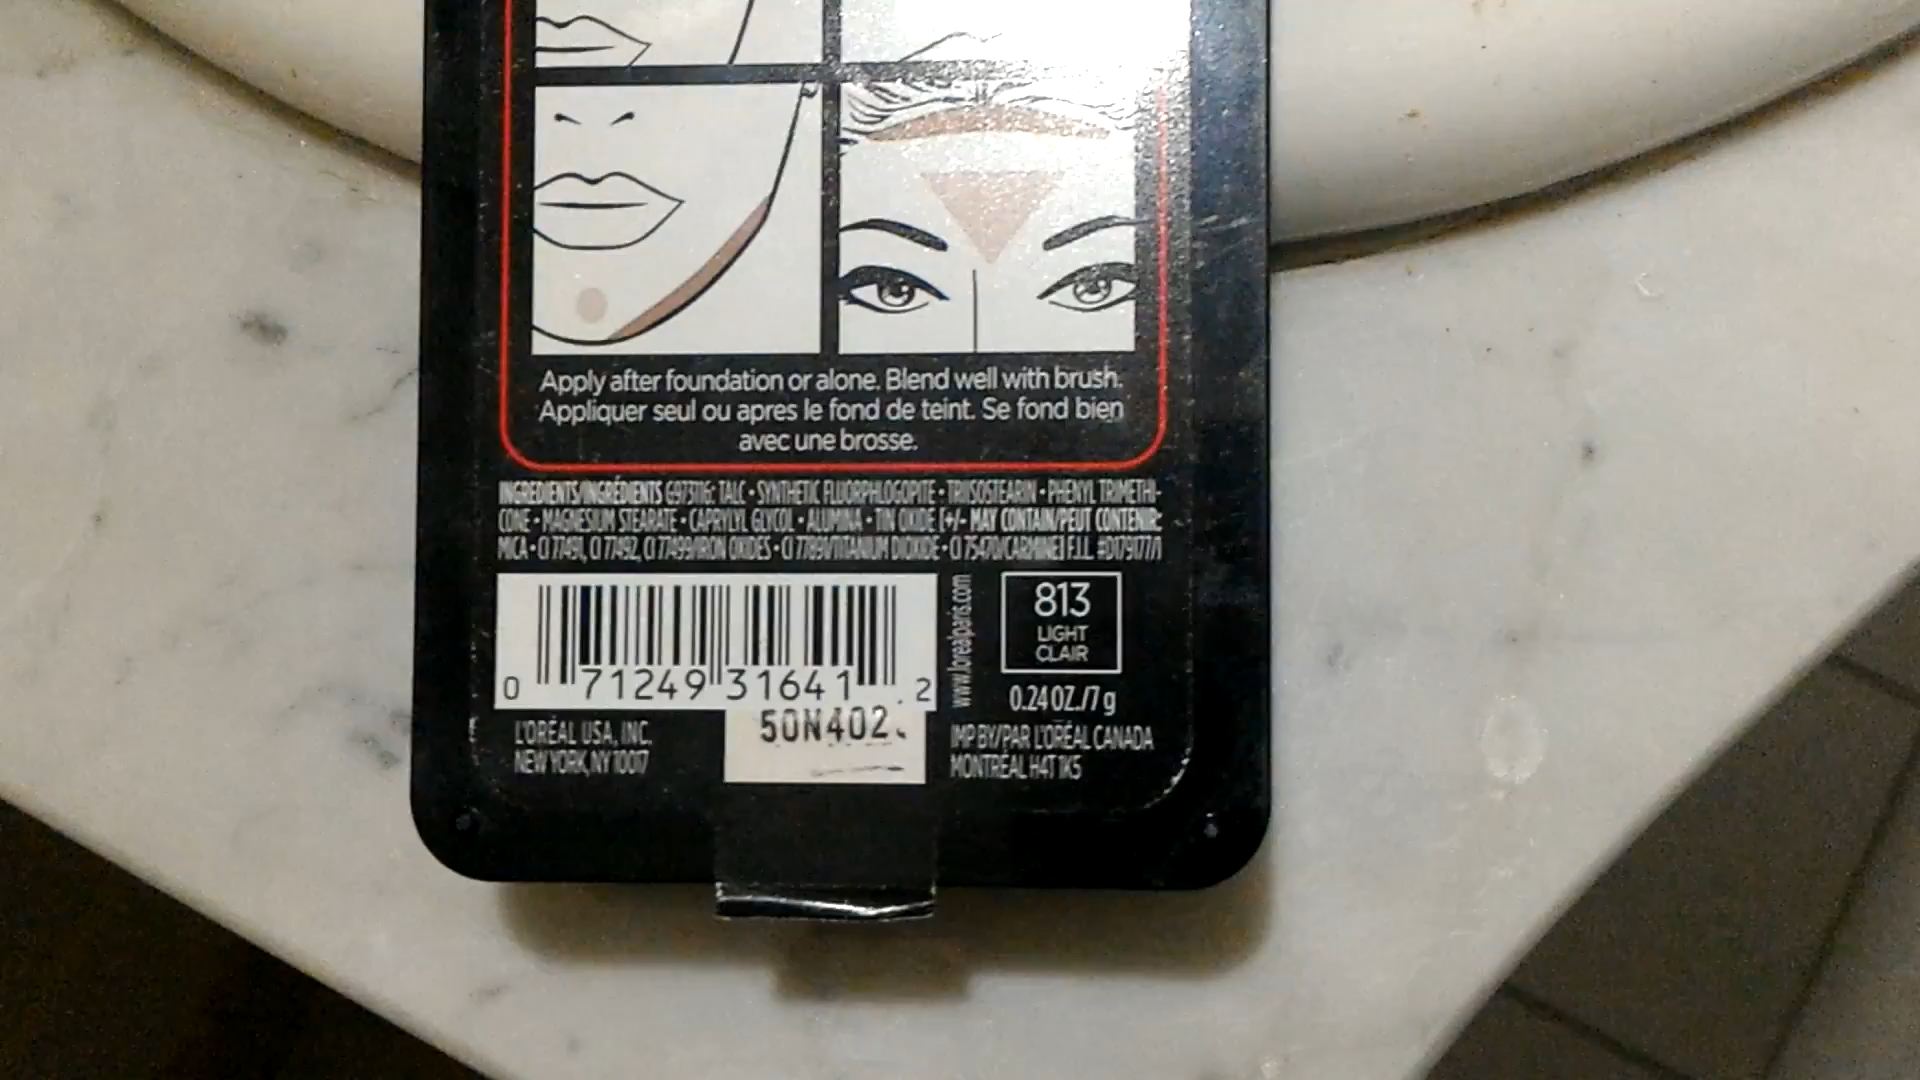 Apply after foundation or alone. Blend well with brush.
Appliquer seul ou apres le fond de teint. Se fond bien
avec une brosse.
INGREDIENTS/INGRÉDIENTS G973116: TALC • SYNTHETIC FLUORPHLOGOPITE • TRIISOSTEARIN • PHENYL TRIMETHI-
CONE • MAGNESIUM STEARATE • CAPRYLYL GLYCOL • ALUMINA • TIN OXIDE [+/- MAY CONTAIN/PEUT CONTENIR:
MICA • CI 77491, CI 77492, CI 77499/IRON OXIDES • CI 77891/TITANIUM DIOXIDE • CI 75470/CARMINE] F.I.L. #D179177/1
0 71249 31641 2
www.lorealparis.com
813
LIGHT
CLAIR
0.24 OZ./7 g
50N402
L'ORÉAL USA, INC.
NEW YORK, NY 10017
IMP BY/PAR L'ORÉAL CANADA
MONTRÉAL H4T 1K5